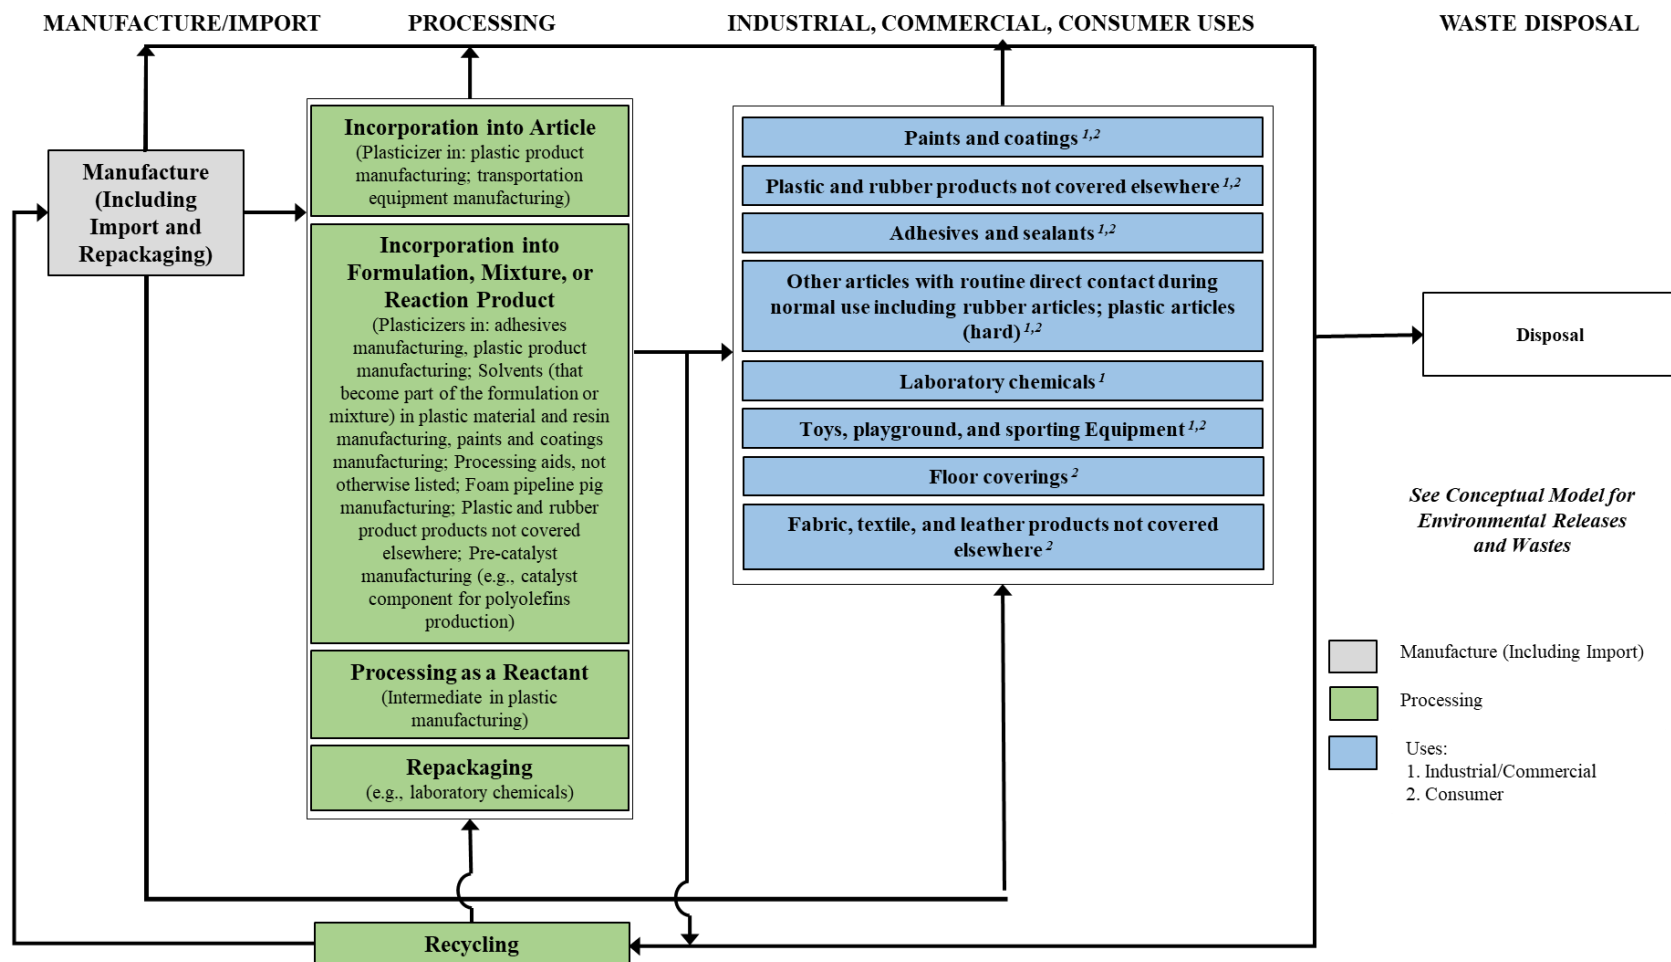 MANUFACTURE/IMPORT
PROCESSING
INDUSTRIAL, COMMERCIAL, CONSUMER USES
WASTE DISPOSAL
Manufacture
(Including
Import and
Repackaging)
Incorporation into Article
(Plasticizer in: plastic product
manufacturing; transportation
equipment manufacturing)
Incorporation into
Formulation, Mixture, or
Reaction Product
(Plasticizers in: adhesives
manufacturing, plastic product
manufacturing; Solvents (that
become part of the formulation or
mixture) in plastic material and resin
manufacturing, paints and coatings
manufacturing; Processing aids, not
otherwise listed; Foam pipeline pig
manufacturing; Plastic and rubber
product products not covered
elsewhere; Pre-catalyst
manufacturing (e.g., catalyst
component for polyolefins
production)
Processing as a Reactant
(Intermediate in plastic
manufacturing)
Repackaging
(e.g., laboratory chemicals)
Recycling
Paints and coatings 1,2
Plastic and rubber products not covered elsewhere 1,2
Adhesives and sealants 1,2
Other articles with routine direct contact during
normal use including rubber articles; plastic articles
(hard) 1,2
Laboratory chemicals 1
Toys, playground, and sporting Equipment 1,2
Floor coverings 2
Fabric, textile, and leather products not covered
elsewhere 2
Disposal
See Conceptual Model for
Environmental Releases
and Wastes
Manufacture (Including Import)
Processing
Uses:
1. Industrial/Commercial
2. Consumer